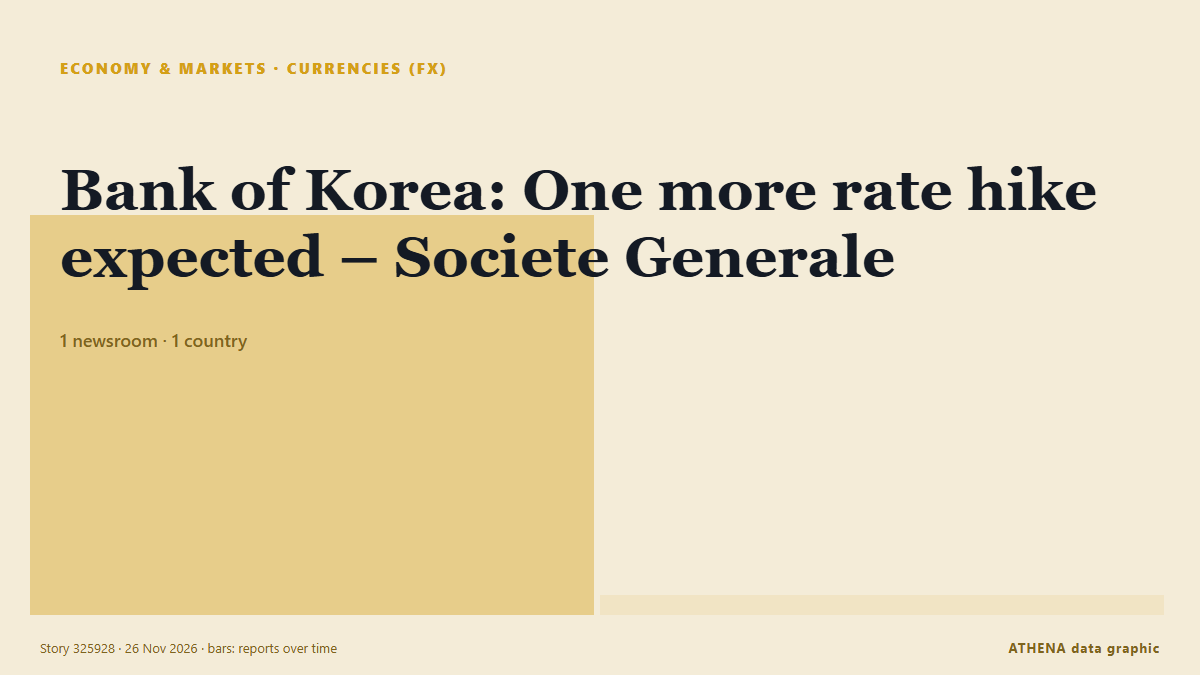 ECONOMY & MARKETS · CURRENCIES (FX)
Bank of Korea: One more rate hike
expected – Societe Generale
1 newsroom · 1 country
Story 325928 · 26 Nov 2026 · bars: reports over time
ATHENA data graphic